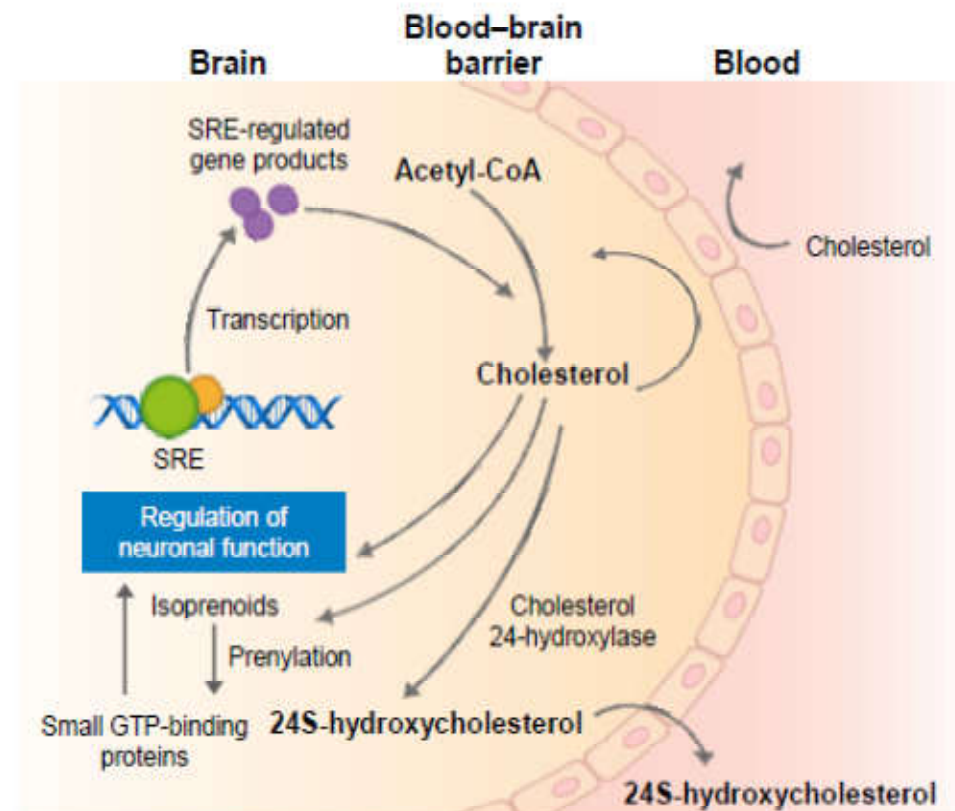 Brain
Blood–brain
barrier
Blood
SRE-regulated
gene products
Acetyl-CoA
Cholesterol
Transcription
Cholesterol
SRE
Regulation of
neuronal function
Isoprenoids
Prenylation
Cholesterol
24-hydroxylase
Small GTP-binding
proteins
24S-hydroxycholesterol
24S-hydroxycholesterol